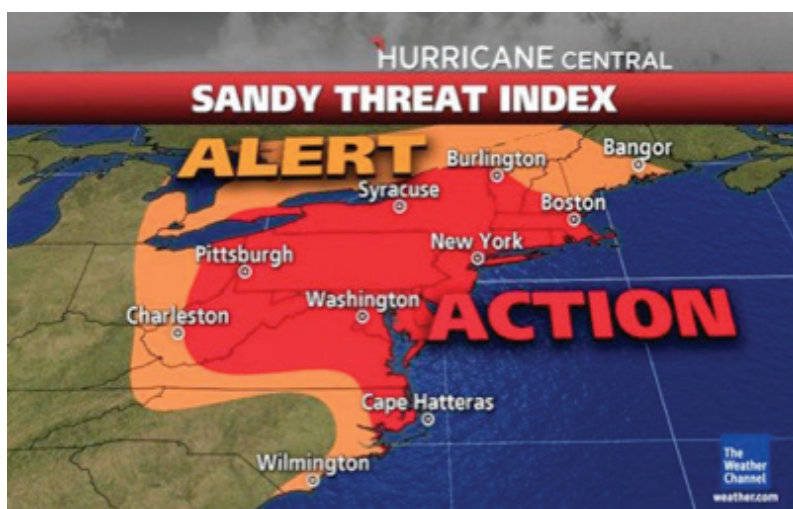 HURRICANE CENTRAL
SANDY THREAT INDEX
ALERT
Burlington
Bangor
Syracuse
Boston
Pittsburgh
New York
Charleston
Washington
ACTION
Cape Hatteras
Wilmington
The
Weather
Channel
weather.com